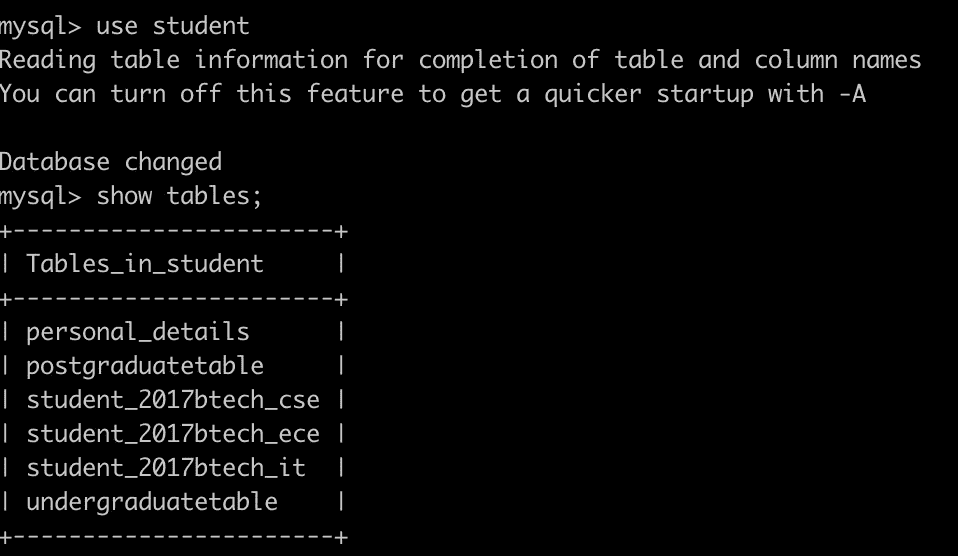 mysql> use student
Reading table information for completion of table and column names
You can turn off this feature to get a quicker startup with -A

Database changed
mysql> show tables;
+-----------------------+
| Tables_in_student     |
+-----------------------+
| personal_details      |
| postgraduatetable     |
| student_2017btech_cse |
| student_2017btech_ece |
| student_2017btech_it  |
| undergraduatetable    |
+-----------------------+